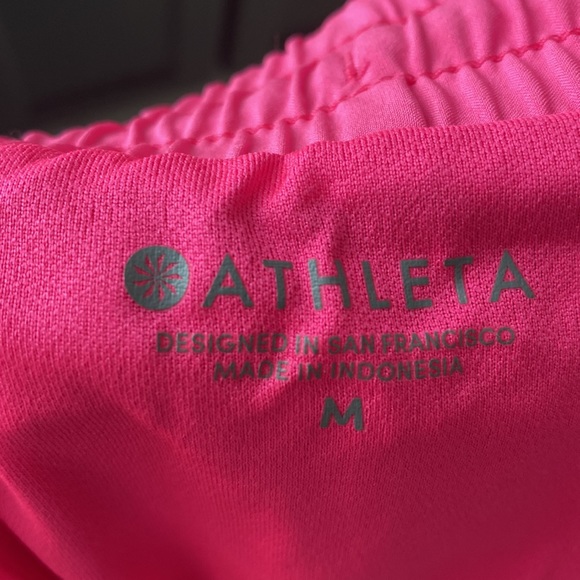 ATHLETA
DESIGNED IN SAN FRANCISCO
MADE IN INDONESIA
M